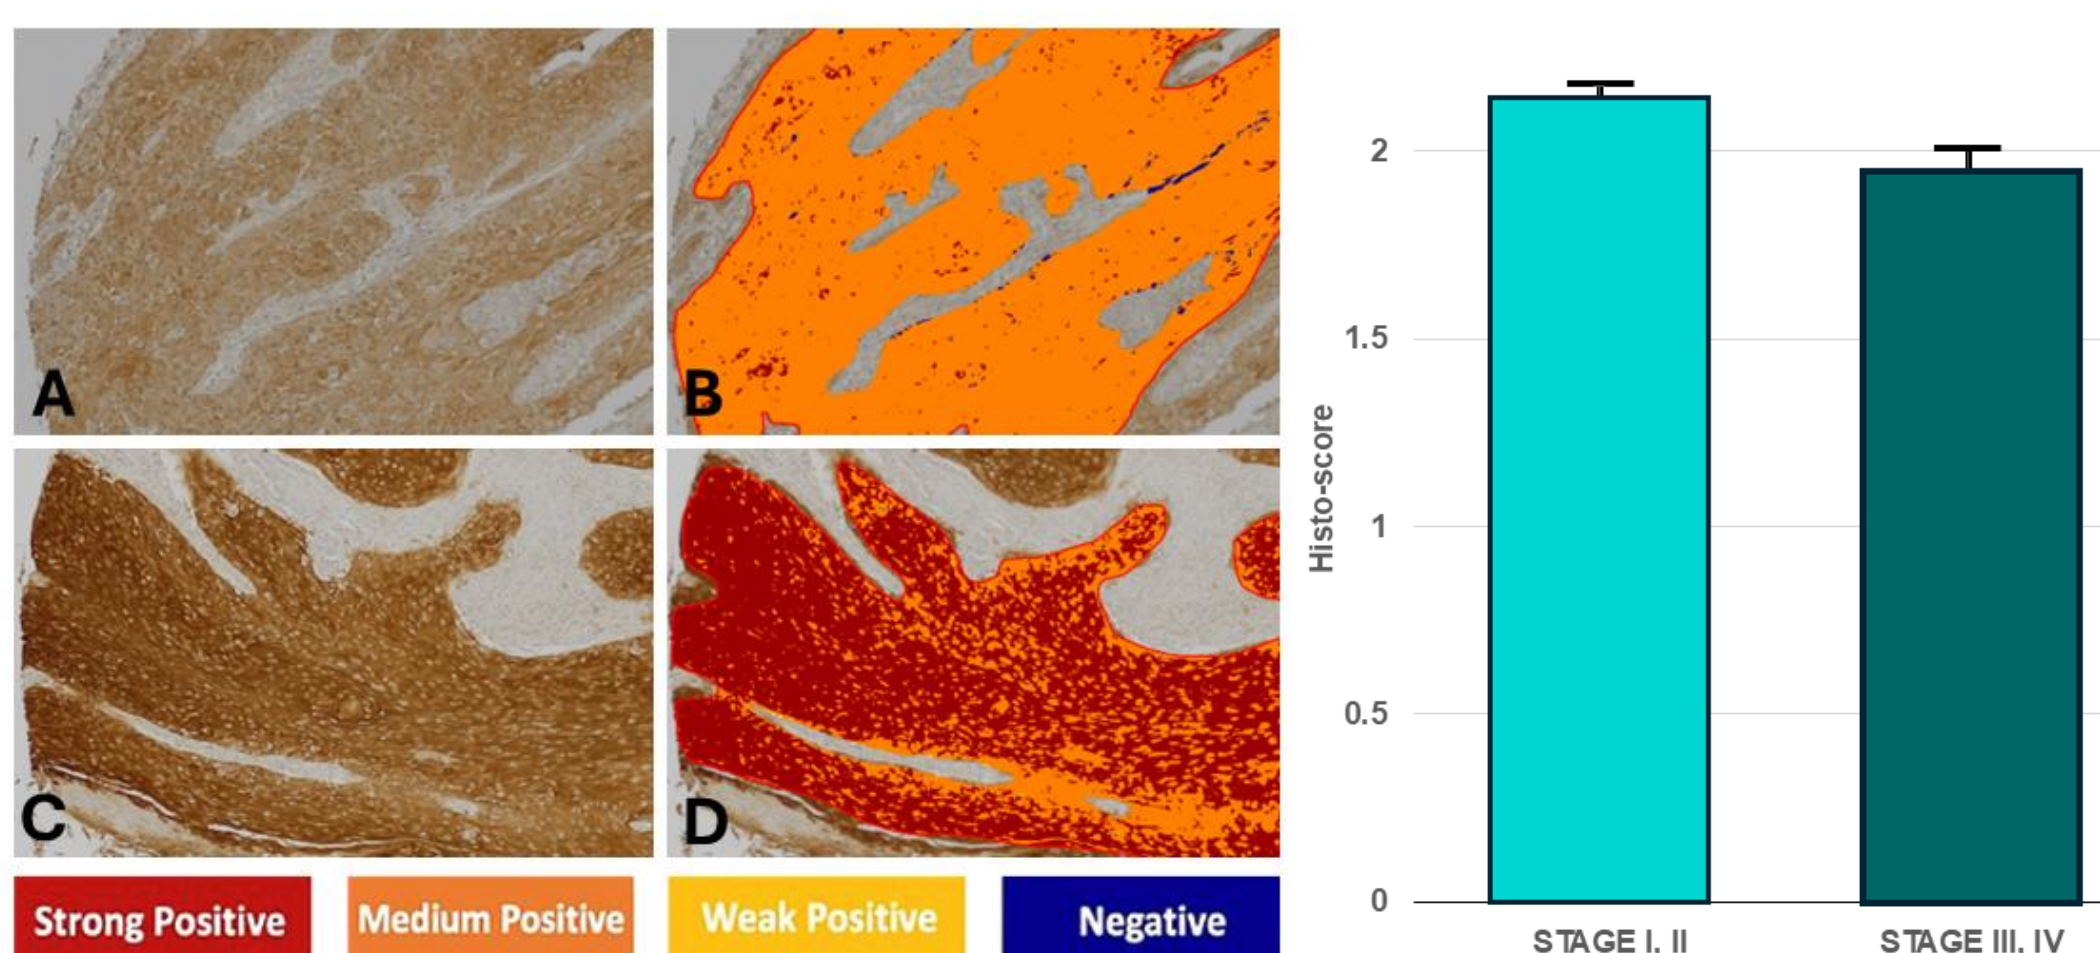 A
B
C
D
Strong Positive
Medium Positive
Weak Positive
Negative
Histo-score
2
1.5
1
0.5
0
STAGE I. II
STAGE III. IV